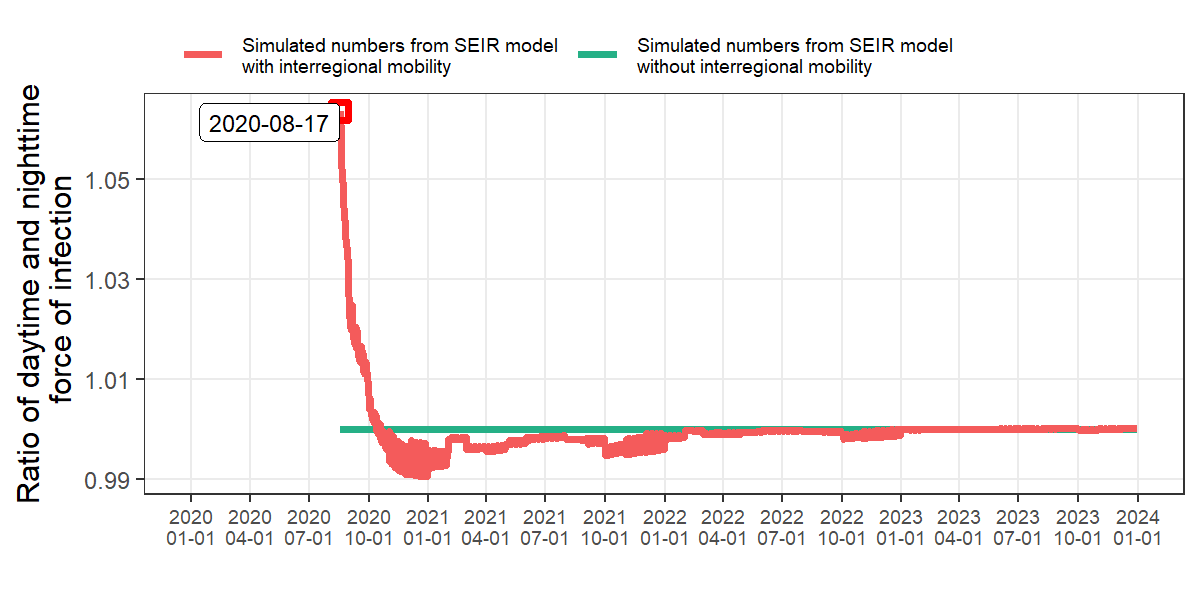 Simulated numbers from SEIR model
with interregional mobility
Simulated numbers from SEIR model
without interregional mobility
Ratio of daytime and nighttime
force of infection
2020-08-17
1.05
1.03
1.01
0.99
2020 2020 2020 2020 2021 2021 2021 2021 2022 2022 2022 2022 2023 2023 2023 2023 2024
01-01 04-01 07-01 10-01 01-01 04-01 07-01 10-01 01-01 04-01 07-01 10-01 01-01 04-01 07-01 10-01 01-01